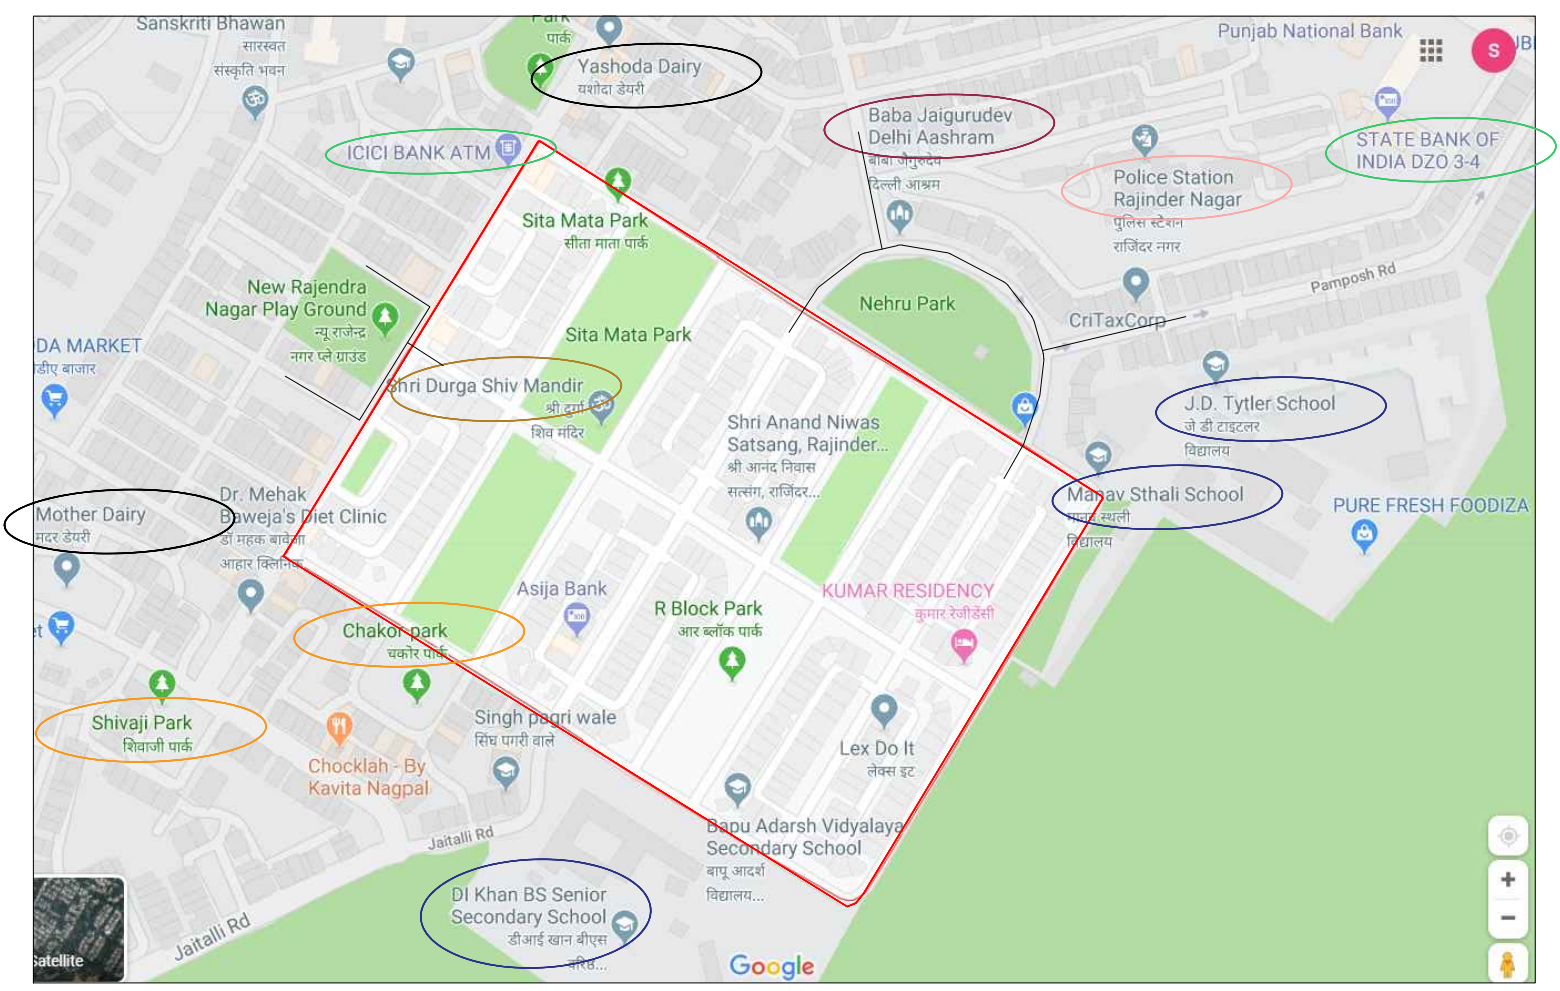 Sanskriti Bhawan
सारस्वत
संस्कृति भवन
Park
पार्क
Yashoda Dairy
यशोदा डेयरी
Punjab National Bank
S
ICICI BANK ATM
Baba Jaigurudev
Delhi Aashram
बाबा जैगुरुदेव
दिल्ली आश्रम
Police Station
Rajinder Nagar
पुलिस स्टेशन
राजिंदर नगर
STATE BANK OF
INDIA DZO 3-4
Sita Mata Park
सीता माता पार्क
New Rajendra
Nagar Play Ground
न्यू राजेन्द्र
नगर प्ले ग्राउंड
Nehru Park
Pamposh Rd
CriTaxCorp
Sita Mata Park
DA MARKET
डीए बाजार
Shri Durga Shiv Mandir
श्री दुर्गा
शिव मंदिर
Shri Anand Niwas
Satsang, Rajinder...
श्री आनंद निवास
सत्संग, राजिंदर...
J.D. Tytler School
जे डी टाइटलर
विद्यालय
Manav Sthali School
मानव स्थली
विद्यालय
PURE FRESH FOODIZA
Mother Dairy
मदर डेयरी
Dr. Mehak
Baweja's Diet Clinic
डॉ महक बावेजा
आहार क्लिनिक
Asija Bank
R Block Park
आर ब्लॉक पार्क
KUMAR RESIDENCY
कुमार रेजीडेंसी
et
Chakor park
चकोर पार्क
Shivaji Park
शिवाजी पार्क
Singh pagri wale
सिंघ पगरी वाले
Lex Do It
लेक्स इट
Chocklah - By
Kavita Nagpal
Jaitalli Rd
Bapu Adarsh Vidyalaya
Secondary School
बापू आदर्श
विद्यालय...
DI Khan BS Senior
Secondary School
डीआई खान बीएस
वरिष्ठ...
Jaitalli Rd
Satellite
Google